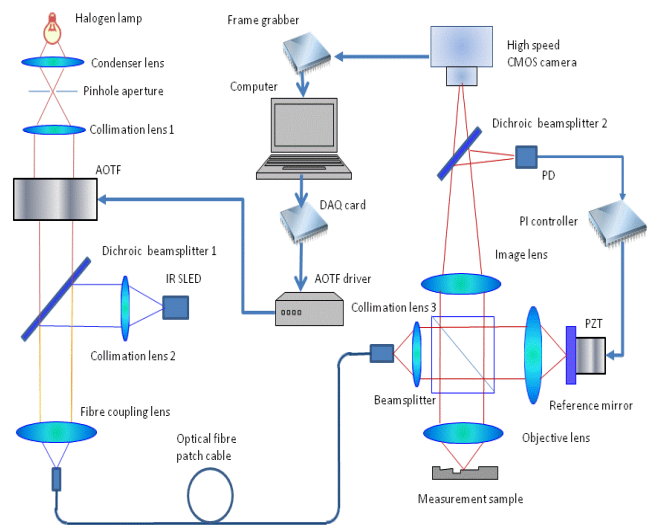 Halogen lamp
Condenser lens
Pinhole aperture
Collimation lens 1
AOTF
Dichroic beamsplitter 1
IR SLED
Collimation lens 2
Fibre coupling lens
Optical fibre
patch cable
Frame grabber
Computer
DAQ card
AOTF driver
High speed
CMOS camera
Dichroic beamsplitter 2
PD
PI controller
Image lens
Collimation lens 3
PZT
Beamsplitter
Reference mirror
Objective lens
Measurement sample